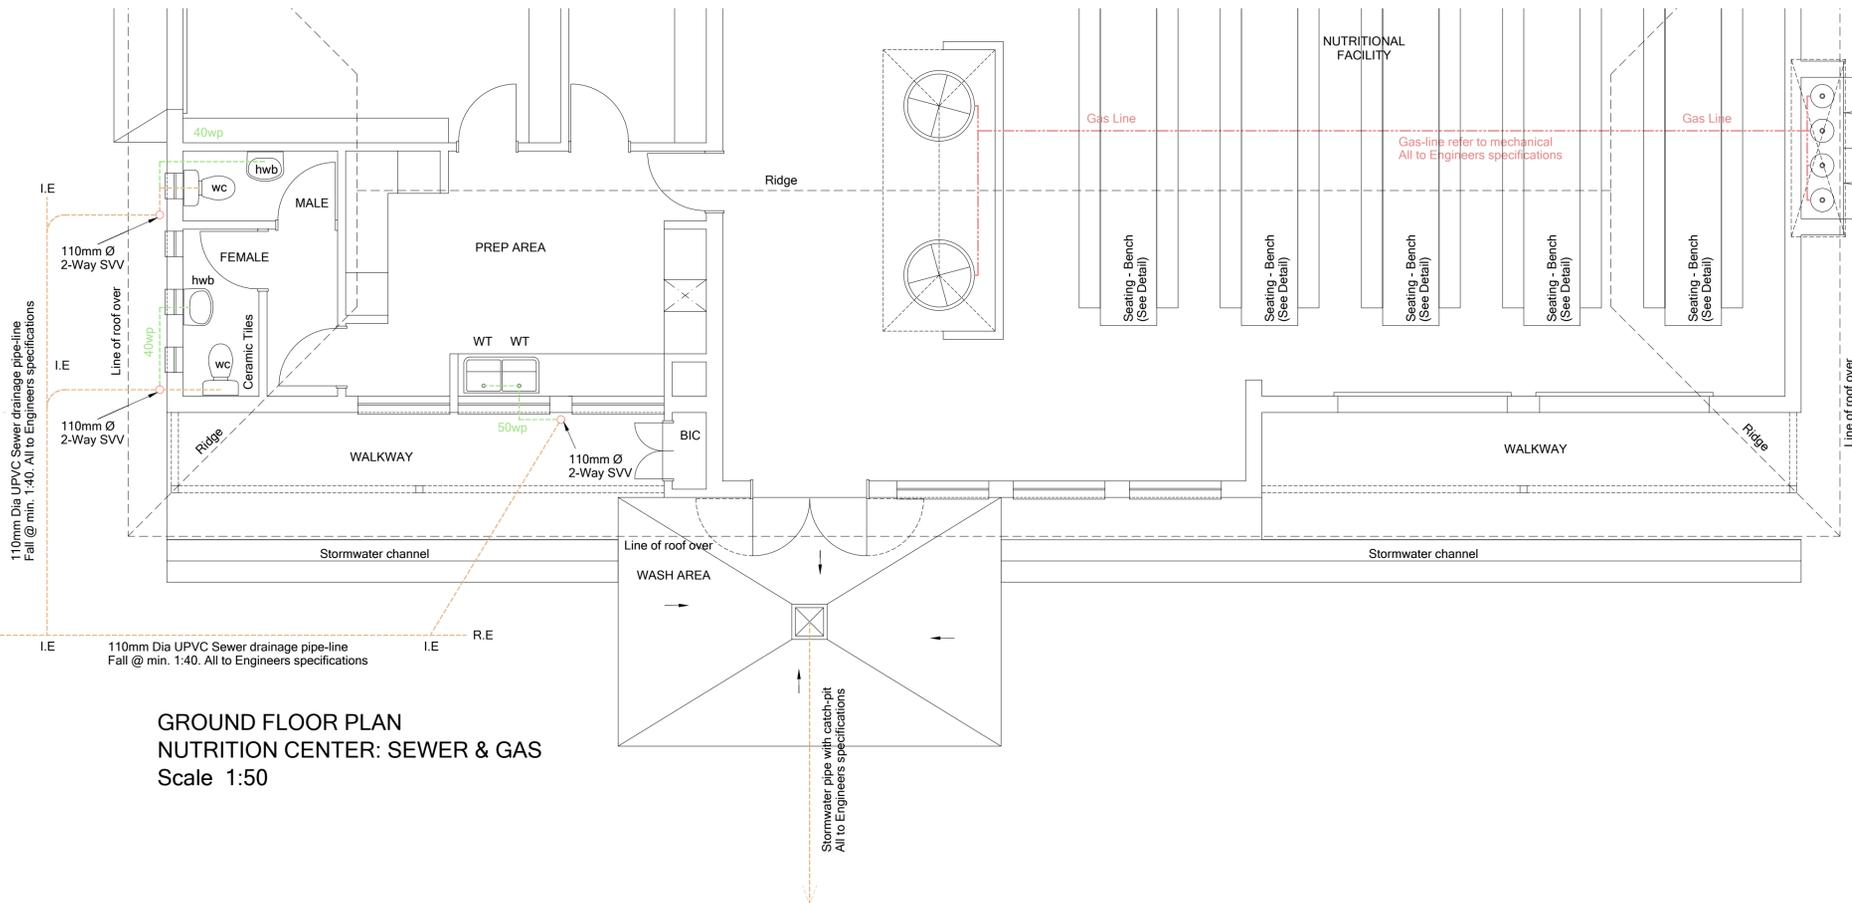 NUTRITIONAL
FACILITY
Gas Line
Gas Line
Gas-line refer to mechanical
All to Engineers specifications
40wp
hwb
wc
I.E
MALE
Ridge
110mm Ø
2-Way SVV
FEMALE
PREP AREA
hwb
Seating - Bench
(See Detail)
Seating - Bench
(See Detail)
Seating - Bench
(See Detail)
Seating - Bench
(See Detail)
Seating - Bench
(See Detail)
110mm Dia UPVC Sewer drainage pipe-line
Fall @ min. 1:40. All to Engineers specifications
Line of roof over
40wp
Ceramic Tiles
WT
WT
I.E
wc
Line of roof over
110mm Ø
2-Way SVV
50wp
BIC
Ridge
WALKWAY
110mm Ø
2-Way SVV
WALKWAY
Ridge
Stormwater channel
Line of roof over
WASH AREA
Stormwater channel
R.E
I.E
110mm Dia UPVC Sewer drainage pipe-line
Fall @ min. 1:40. All to Engineers specifications
I.E
Stormwater pipe with catch-pit
All to Engineers specifications
GROUND FLOOR PLAN
NUTRITION CENTER: SEWER & GAS
Scale 1:50